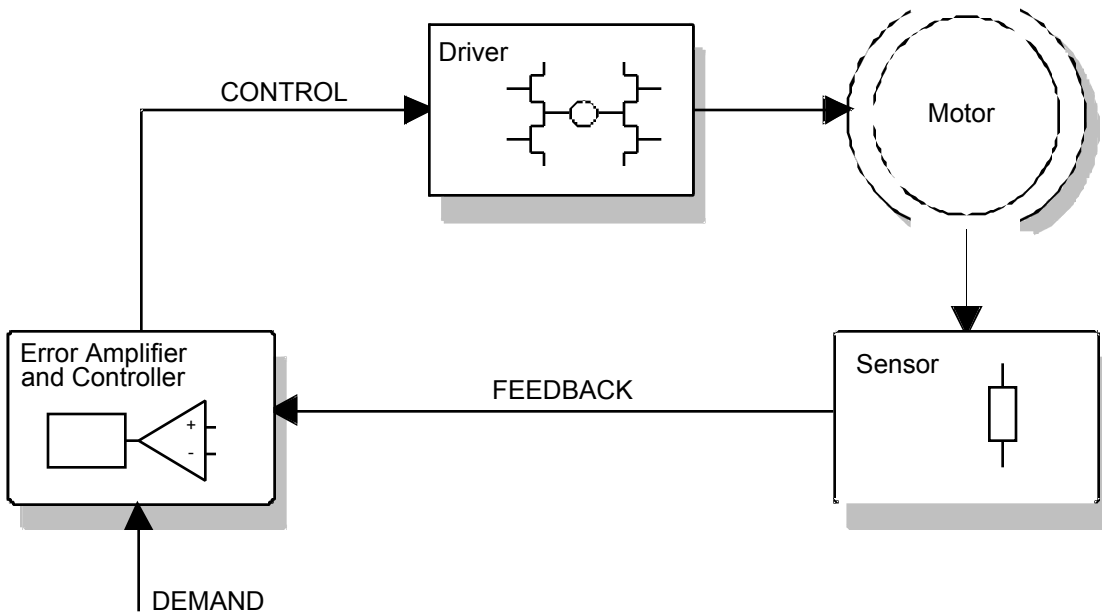 Driver
CONTROL
Motor
Error Amplifier
and Controller
+
-
FEEDBACK
Sensor
DEMAND